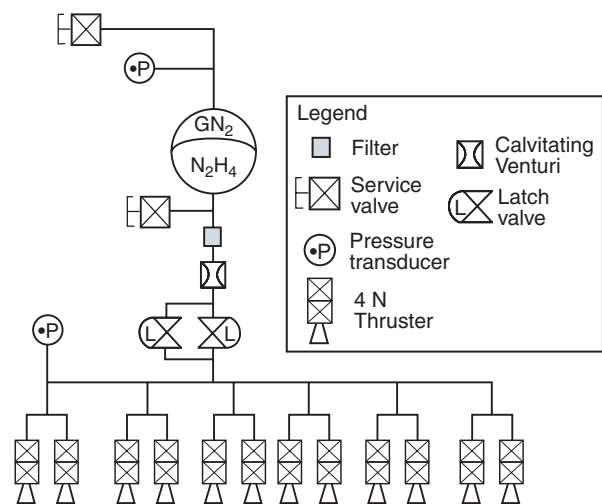 •P
GN₂
N₂H₄
L
L
•P
Legend
Filter
Service
valve
•P
Pressure
transducer
4 N
Thruster
Calvitating
Venturi
L
Latch
valve